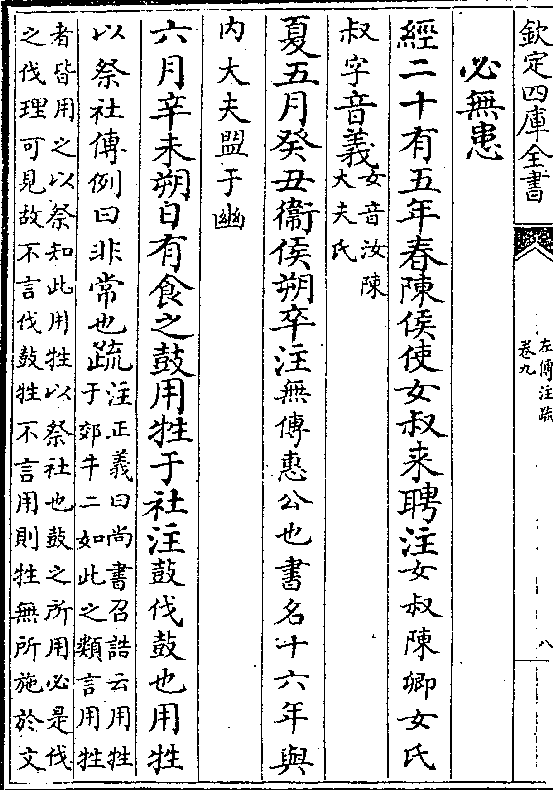 欽定四庫全書
左傳注疏
卷九
八
必無患
經二十有五年春陳侯使女叔来聘注女叔陳卿女氏
叔字音義女音汝陳
大夫氏
夏五月癸丑衞侯朔卒注無傳惠公也書名十六年與
内大夫盟于幽
六月辛未朔日有食之鼓用牲于社注鼓伐鼓也用牲
以祭社傳例曰非常也疏注正義曰尚書召誥云用牲
于郊牛二如此之類言用牲
者皆用之以祭知此用牲以祭社也鼓之所用必是伐
之伐理可見故不言伐鼓牲不言用則牲無所施於文